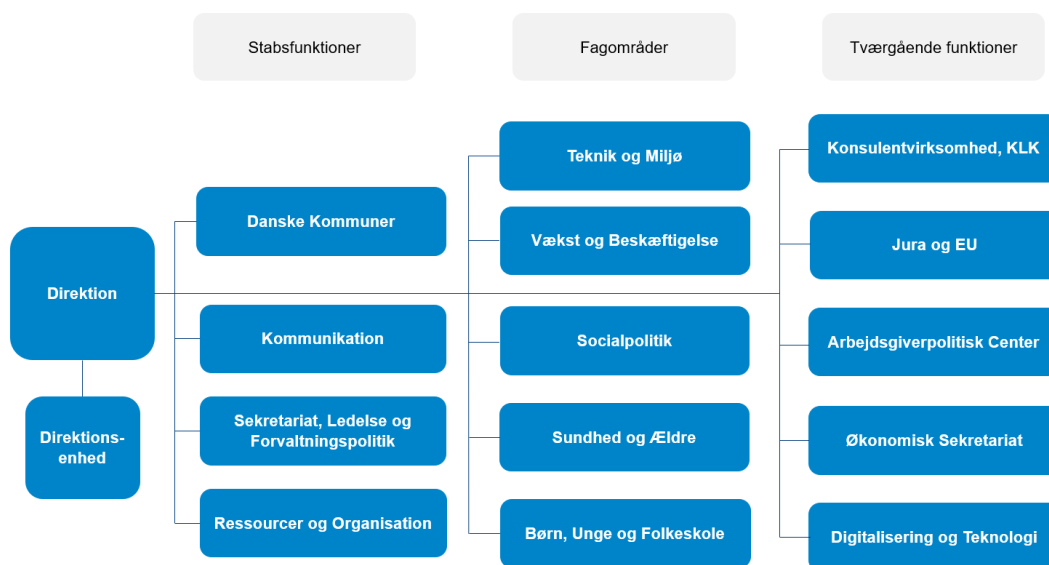 Stabsfunktioner
Fagområder
Tværgående funktioner
Direktion
Direktions-
enhed
Danske Kommuner
Kommunikation
Sekretariat, Ledelse og
Forvaltningspolitik
Ressourcer og Organisation
Teknik og Miljø
Vækst og Beskæftigelse
Socialpolitik
Sundhed og Ældre
Børn, Unge og Folkeskole
Konsulentvirksomhed, KLK
Jura og EU
Arbejdsgiverpolitisk Center
Økonomisk Sekretariat
Digitalisering og Teknologi